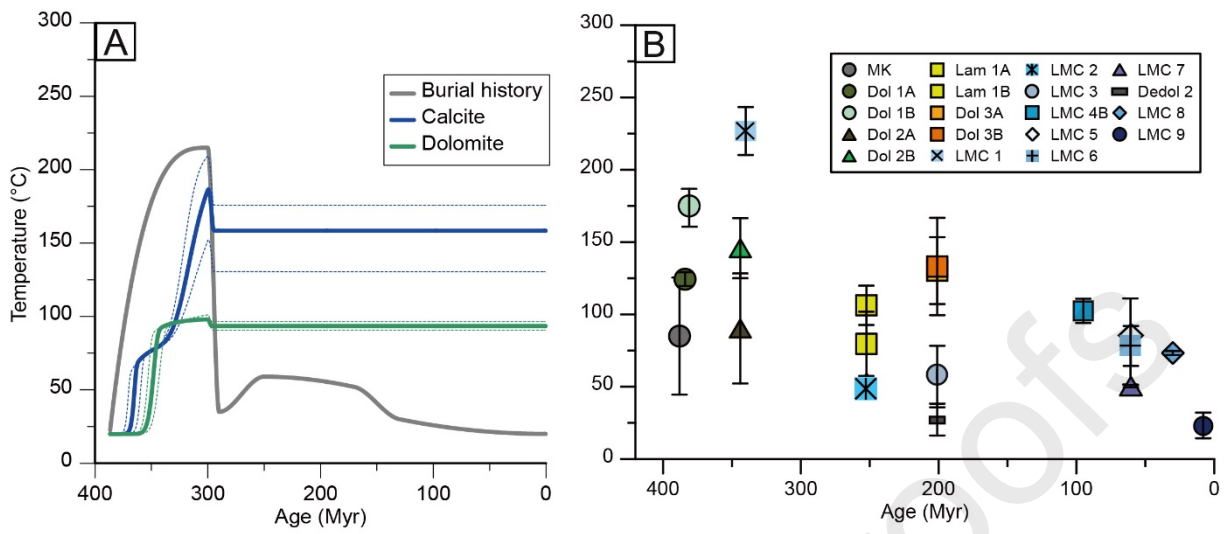 A
B
300
250
200
150
100
50
0
Temperature (°C)
400
300
200
100
0
Age (Myr)
Burial history
Calcite
Dolomite
300
250
200
150
100
50
0
400
300
200
100
0
Age (Myr)
MK
Dol 1A
Dol 1B
Dol 2A
Dol 2B
Lam 1A
Lam 1B
Dol 3A
Dol 3B
LMC 1
LMC 2
LMC 3
LMC 4B
LMC 5
LMC 6
LMC 7
Dedol 2
LMC 8
LMC 9
oofs